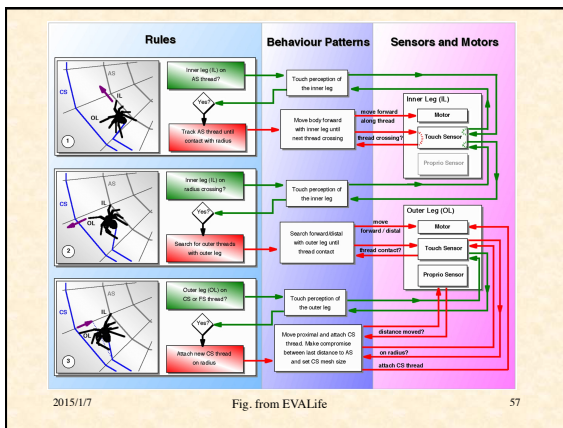 Rules
Behaviour Patterns
Sensors and Motors
AS
CS
IL
OL
1
Inner leg (IL) on
AS thread?
Yes?
Track AS thread until
contact with radius
Touch perception of
the inner leg
Move body forward
with inner leg until
next thread crossing
move forward
along thread
thread crossing?
Inner Leg (IL)
Motor
Touch Sensor
Proprio Sensor
AS
CS
IL
OL
2
Inner leg (IL) on
radius crossing?
Yes?
Search for outer threads
with outer leg
Touch perception of
the inner leg
Search forward/distal
with outer leg until
thread contact
move
forward / distal
thread contact?
Outer Leg (OL)
Motor
Touch Sensor
Proprio Sensor
AS
CS
IL
OL
3
Outer leg (OL) on
CS or FS thread?
Yes?
Attach new CS thread
on radius
Touch perception of
the outer leg
Move proximal and attach CS
thread. Make compromise
between last distance to AS
and set CS mesh size
distance moved?
on radius?
attach CS thread
2015/1/7
Fig. from EVALife
57